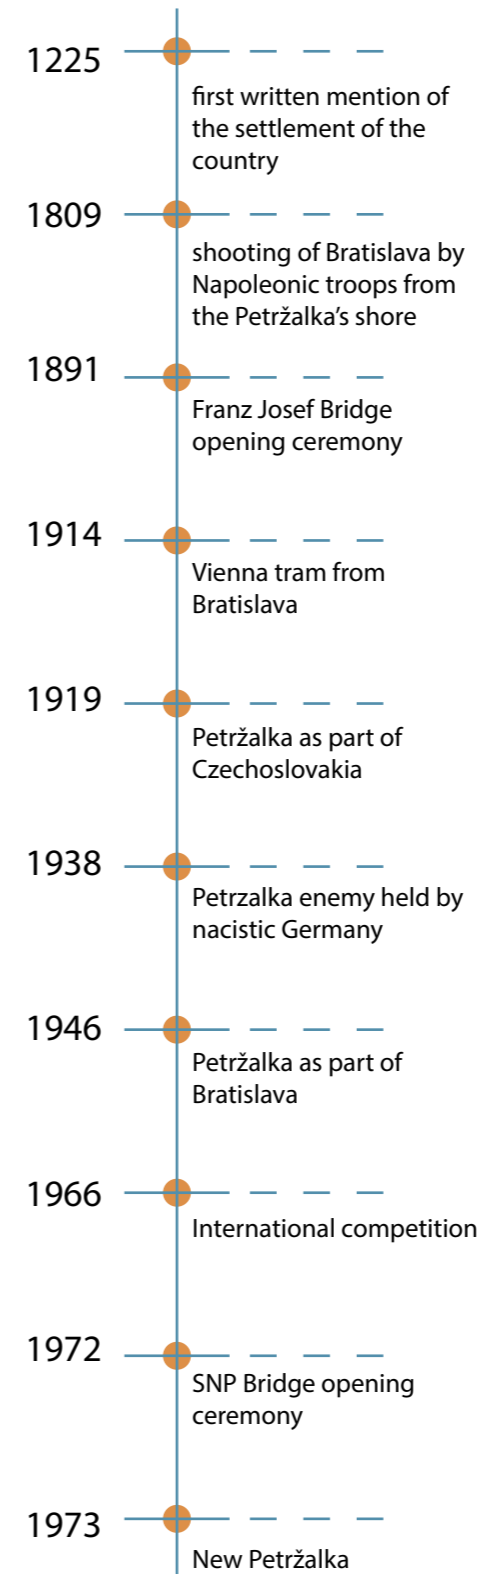 1225
first written mention of
the settlement of the
country
1809
shooting of Bratislava by
Napoleonic troops from
the Petržalka’s shore
1891
Franz Josef Bridge
opening ceremony
1914
Vienna tram from
Bratislava
1919
Petržalka as part of
Czechoslovakia
1938
Petrzalka enemy held by
nacistic Germany
1946
Petržalka as part of
Bratislava
1966
International competition
1972
SNP Bridge opening
ceremony
1973
New Petržalka